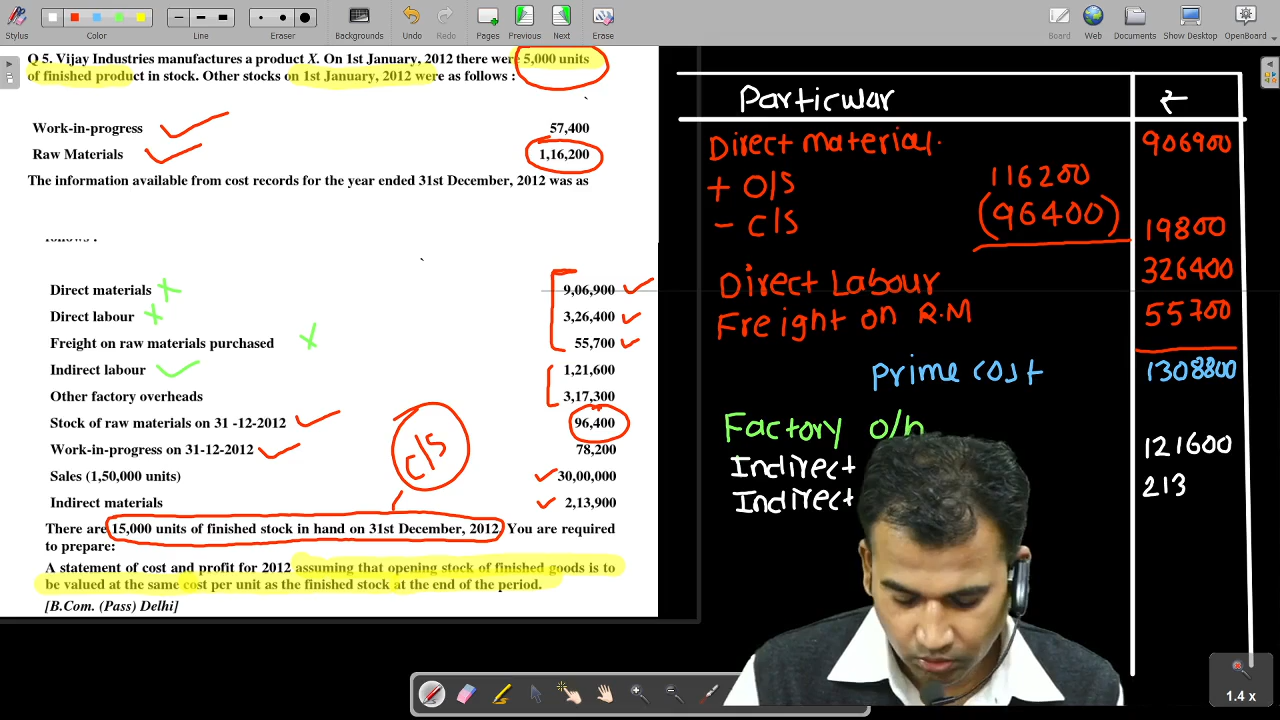 Stylus Color Line Eraser Backgrounds Undo Redo Pages Previous Next Erase Board Web Documents Show Desktop OpenBoard
Q 5. Vijay Industries manufactures a product X. On 1st January, 2012 there were 5,000 units
of finished product in stock. Other stocks on 1st January, 2012 were as follows :
Work-in-progress 57,400
Raw Materials 1,16,200
The information available from cost records for the year ended 31st December, 2012 was as
follows :
Direct materials X 9,06,900
Direct labour X 3,26,400
Freight on raw materials purchased X 55,700
Indirect labour 1,21,600
Other factory overheads 3,17,300
Stock of raw materials on 31 -12-2012 96,400
Work-in-progress on 31-12-2012 78,200
C/S
Sales (1,50,000 units) 30,00,000
Indirect materials 2,13,900
There are 15,000 units of finished stock in hand on 31st December, 2012. You are required
to prepare:
A statement of cost and profit for 2012 assuming that opening stock of finished goods is to
be valued at the same cost per unit as the finished stock at the end of the period.
[B.Com. (Pass) Delhi]
Particular ₹
Direct material. 906900
+ O/S 116200
- C/S (96400) 19800
Direct Labour 326400
Freight on R.M 55700
Prime cost 1308800
Factory o/h
Indirect 121600
Indirect 213
1.4 x